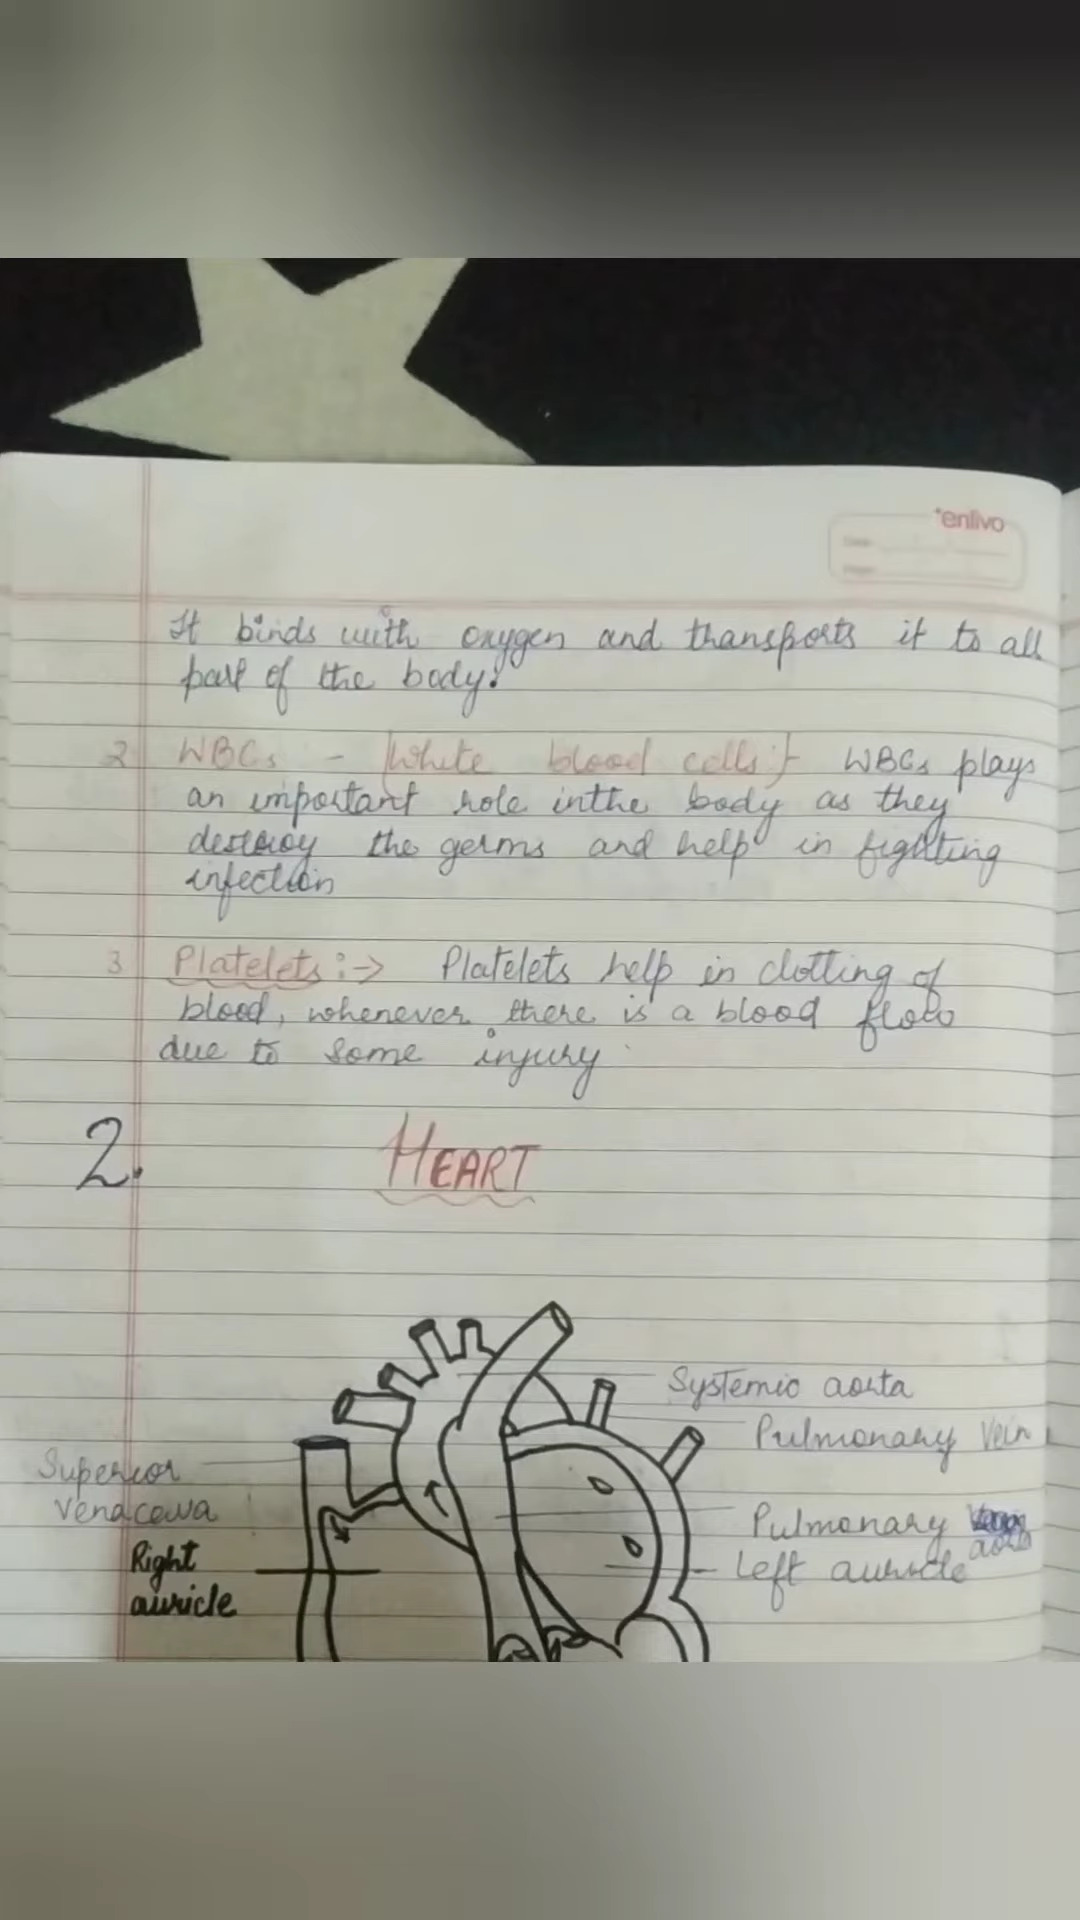 *enlivo
It binds with oxygen and transports it to all
part of the body.
2 WBCs - [White blood cells]- WBCs plays
an important role inthe body as they
destroy the germs and help in fighting
infection
3 Platelets :-> Platelets help in clotting of
blood, whenever there is a blood flow
due to some injury
2. HEART
Systemic aorta
Pulmonary Vein
Superior
Venacava
Pulmonary
aorta
Left auricle
Right
auricle